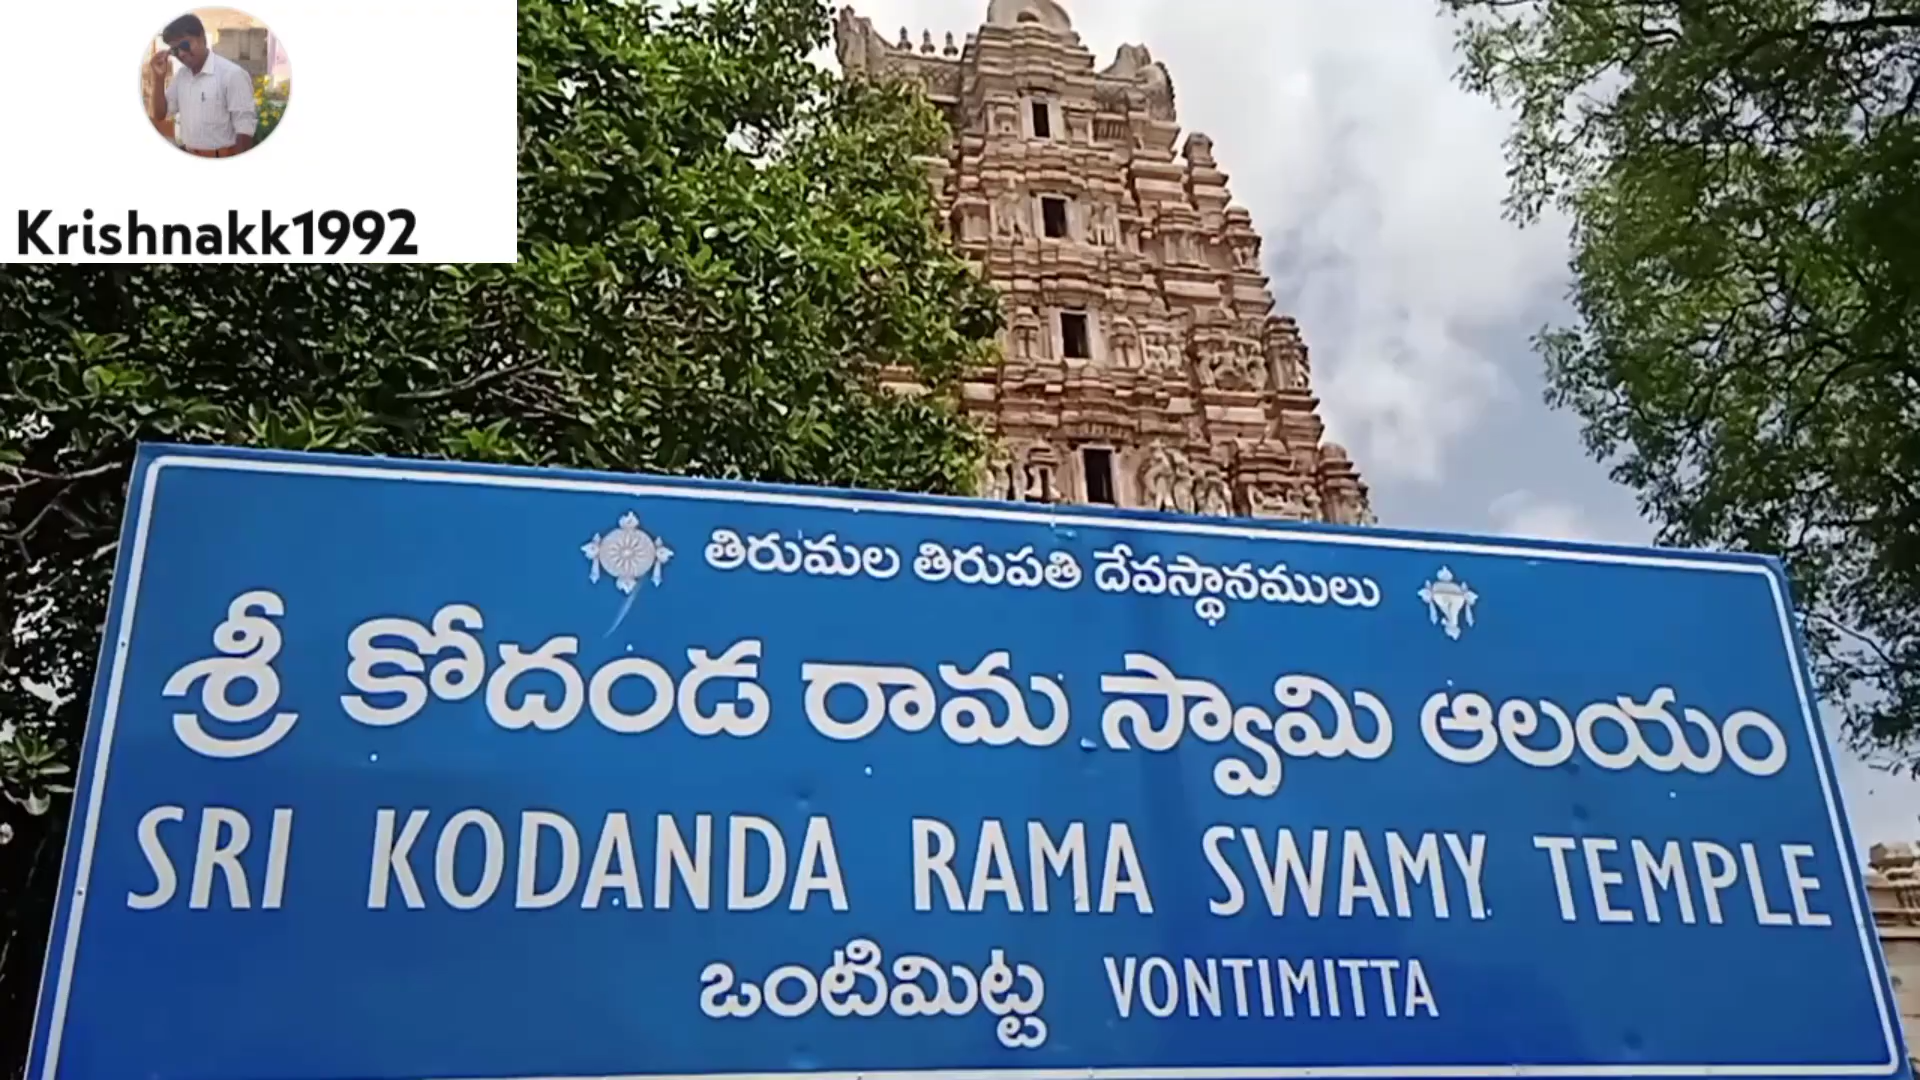 Krishnakk1992
తిరుమల తిరుపతి దేవస్థానములు
శ్రీ కోదండ రామ స్వామి ఆలయం
SRI KODANDA RAMA SWAMY TEMPLE
ఒంటిమిట్ట VONTIMITTA